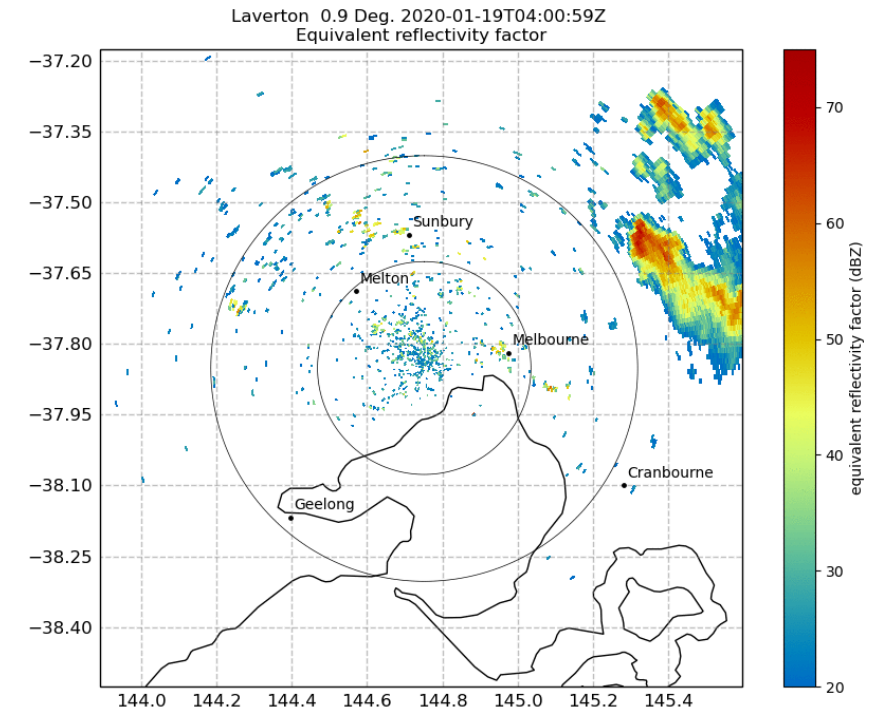 Laverton  0.9 Deg. 2020-01-19T04:00:59Z
Equivalent reflectivity factor
−37.20
−37.35
−37.50
−37.65
−37.80
−37.95
−38.10
−38.25
−38.40
144.0 144.2 144.4 144.6 144.8 145.0 145.2 145.4
Sunbury
Melton
Melbourne
Cranbourne
Geelong
70
60
50
40
30
20
equivalent reflectivity factor (dBZ)